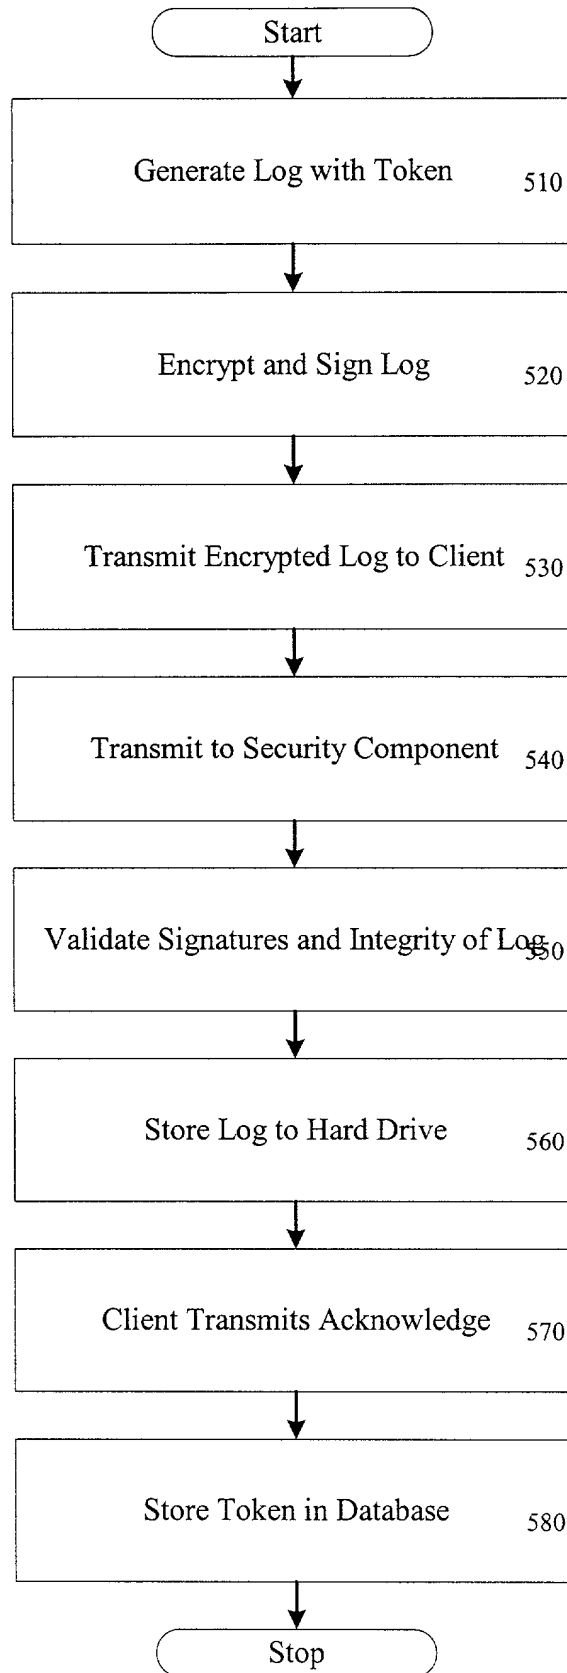 Start
Generate Log with Token 510
Encrypt and Sign Log 520
Transmit Encrypted Log to Client 530
Transmit to Security Component 540
Validate Signatures and Integrity of Log 550
Store Log to Hard Drive 560
Client Transmits Acknowledge 570
Store Token in Database 580
Stop